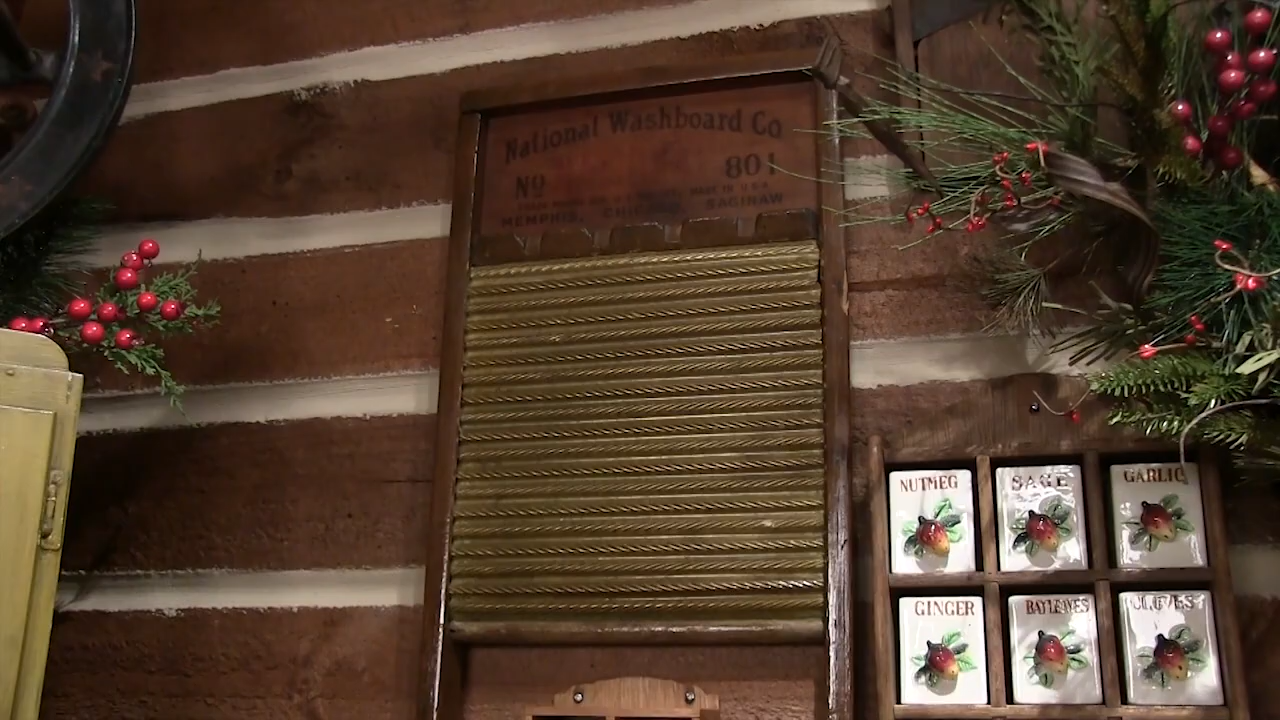 National Washboard Co
No 801
MADE IN U.S.A.
MEMPHIS, CHICAGO SAGINAW
NUTMEG SAGE GARLIC
GINGER BAYLEAVES CLOVES